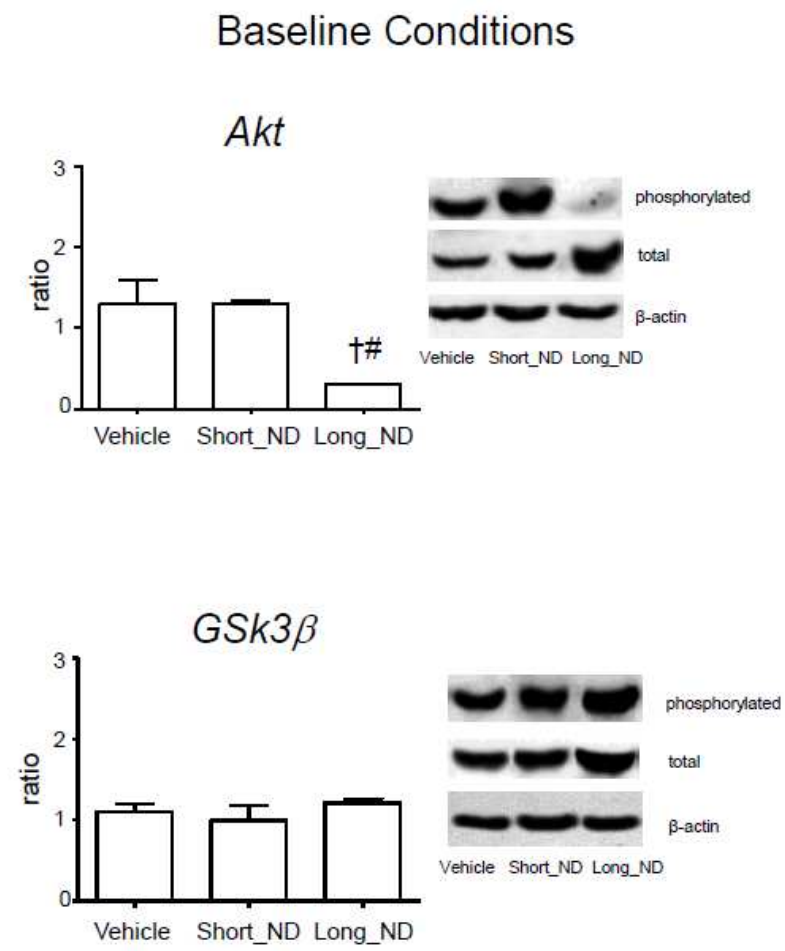 Baseline Conditions
Akt
3
2
1
0
ratio
†#
Vehicle Short_ND Long_ND
phosphorylated
total
β-actin
Vehicle Short_ND Long_ND
GSk3β
3
2
1
0
ratio
Vehicle Short_ND Long_ND
phosphorylated
total
β-actin
Vehicle Short_ND Long_ND